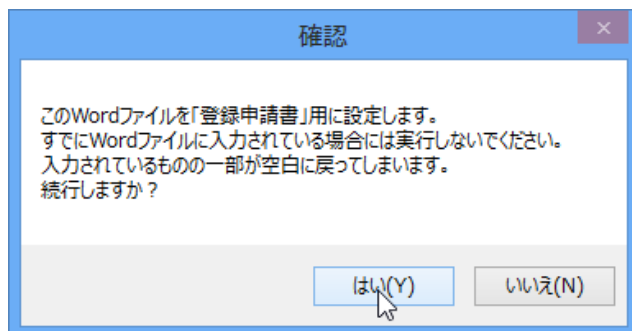 確認
このWordファイルを「登録申請書」用に設定します。
すでにWordファイルに入力されている場合には実行しないでください。
入力されているものの一部が空白に戻ってしまいます。
続行しますか？
はい(Y)
いいえ(N)